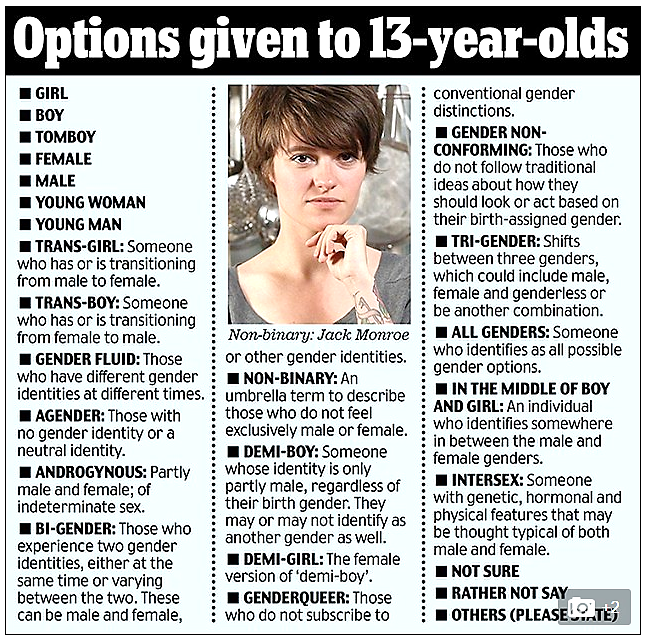 Options given to 13-year-olds
■ GIRL
■ BOY
■ TOMBOY
■ FEMALE
■ MALE
■ YOUNG WOMAN
■ YOUNG MAN
■ TRANS-GIRL: Someone
who has or is transitioning
from male to female.
■ TRANS-BOY: Someone
who has or is transitioning
from female to male.
■ GENDER FLUID: Those
who have different gender
identities at different times.
■ AGENDER: Those with
no gender identity or a
neutral identity.
■ ANDROGYNOUS: Partly
male and female; of
indeterminate sex.
■ BI-GENDER: Those who
experience two gender
identities, either at the
same time or varying
between the two. These
can be male and female,
Non-binary: Jack Monroe
or other gender identities.
■ NON-BINARY: An
umbrella term to describe
those who do not feel
exclusively male or female.
■ DEMI-BOY: Someone
whose identity is only
partly male, regardless of
their birth gender. They
may or may not identify as
another gender as well.
■ DEMI-GIRL: The female
version of ‘demi-boy’.
■ GENDERQUEER: Those
who do not subscribe to
conventional gender
distinctions.
■ GENDER NON-
CONFORMING: Those who
do not follow traditional
ideas about how they
should look or act based on
their birth-assigned gender.
■ TRI-GENDER: Shifts
between three genders,
which could include male,
female and genderless or
be another combination.
■ ALL GENDERS: Someone
who identifies as all possible
gender options.
■ IN THE MIDDLE OF BOY
AND GIRL: An individual
who identifies somewhere
in between the male and
female genders.
■ INTERSEX: Someone
with genetic, hormonal and
physical features that may
be thought typical of both
male and female.
■ NOT SURE
■ RATHER NOT SAY
■ OTHERS (PLEASE STATE)
+2